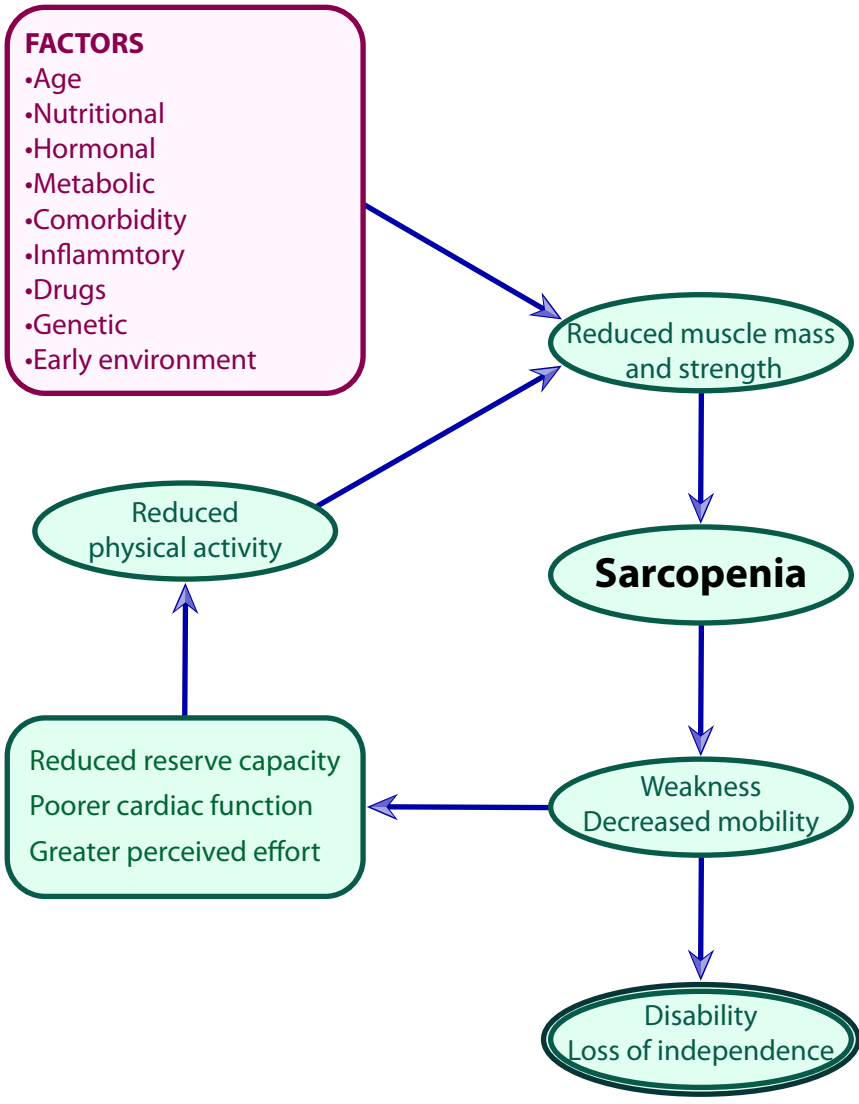 FACTORS
•Age
•Nutritional
•Hormonal
•Metabolic
•Comorbidity
•Inflammtory
•Drugs
•Genetic
•Early environment
Reduced muscle mass
and strength
Reduced
physical activity
Sarcopenia
Reduced reserve capacity
Poorer cardiac function
Greater perceived effort
Weakness
Decreased mobility
Disability
Loss of independence